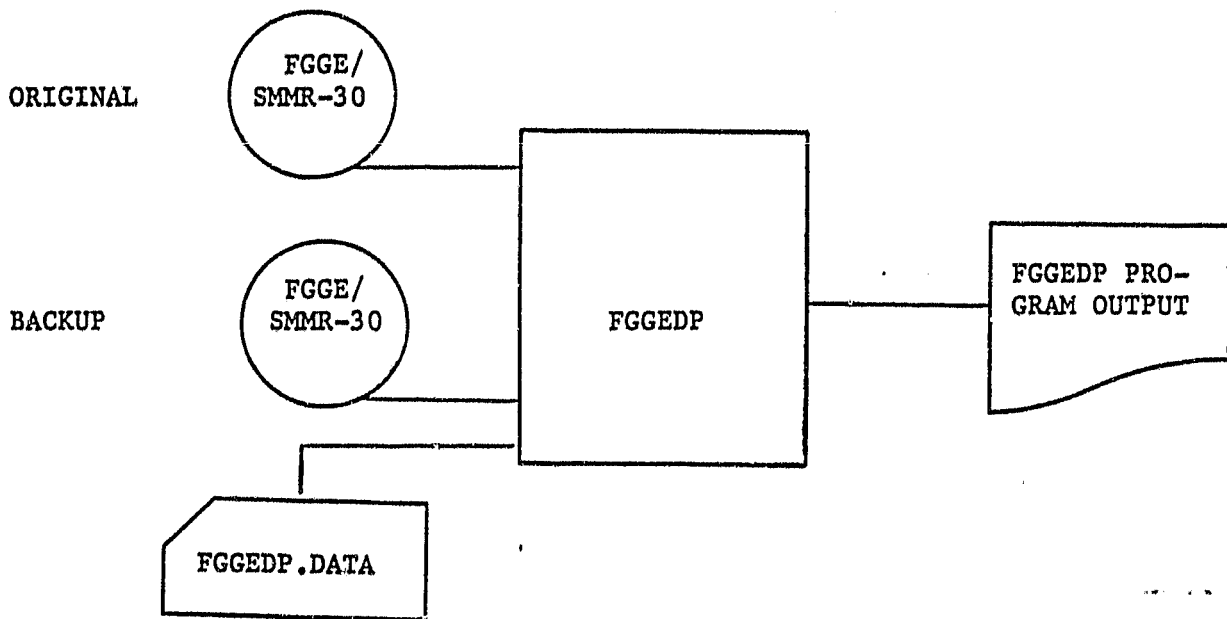 ORIGINAL
FGGE/
SMMR-30
BACKUP
FGGE/
SMMR-30
FGGEDP
FGGEDP PRO-
GRAM OUTPUT
FGGEDP.DATA